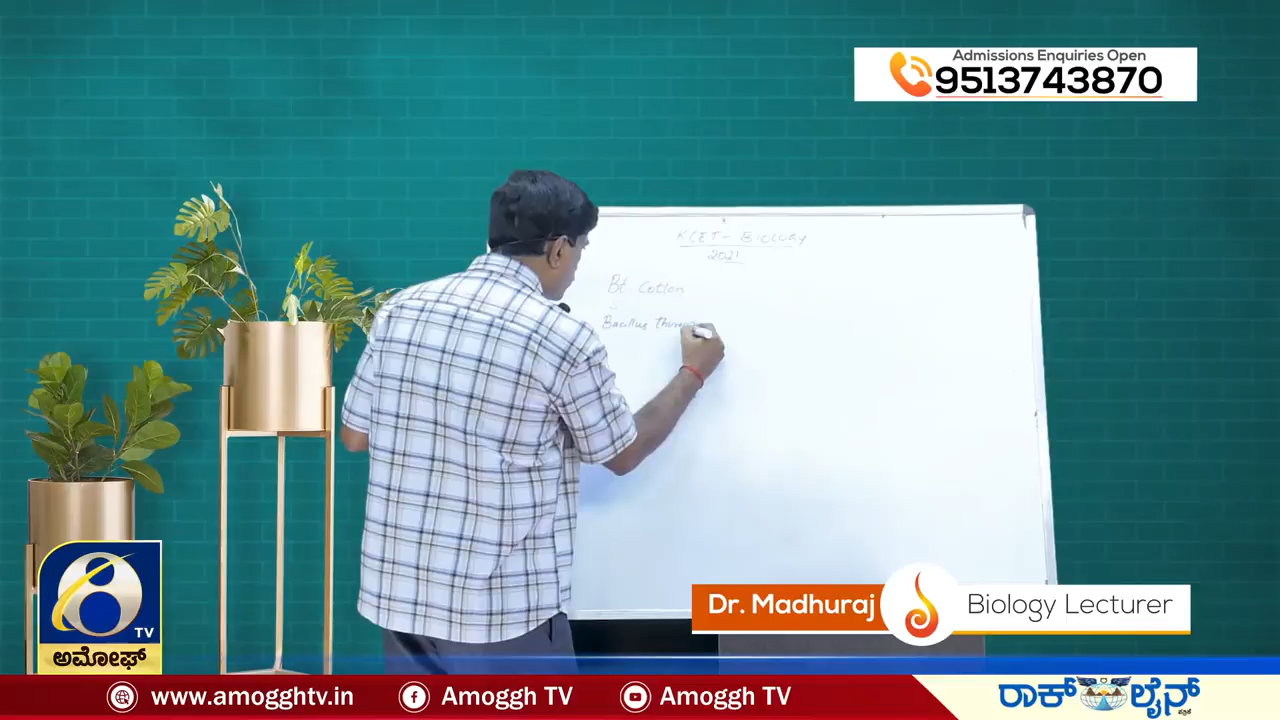 Admissions Enquiries Open
9513743870
KCET - BIOLOGY
2021
Bt. Cotton
Bacillus
Dr. Madhuraj
Biology Lecturer
TV
ಅಮೋಘ್
www.amogghtv.in
Amoggh TV
Amoggh TV
ರಾಕ್ ಲೈನ್